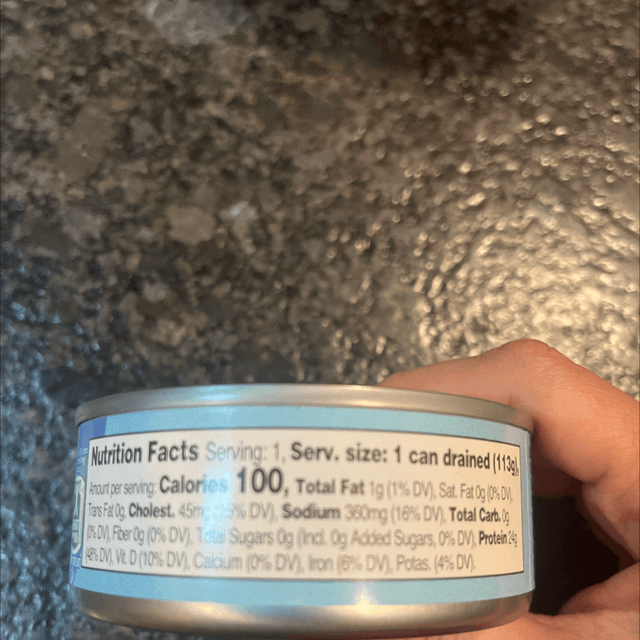 Nutrition Facts Serving: 1, Serv. size: 1 can drained (113g),
Amount per serving: Calories 100, Total Fat 1g (1% DV), Sat. Fat 0g (0% DV),
Trans Fat 0g, Cholest. 45mg (15% DV), Sodium 360mg (16% DV), Total Carb. 0g
(0% DV), Fiber 0g (0% DV), Total Sugars 0g (Incl. 0g Added Sugars, 0% DV), Protein 24g
(48% DV), Vit. D (10% DV), Calcium (0% DV), Iron (6% DV), Potas. (4% DV).